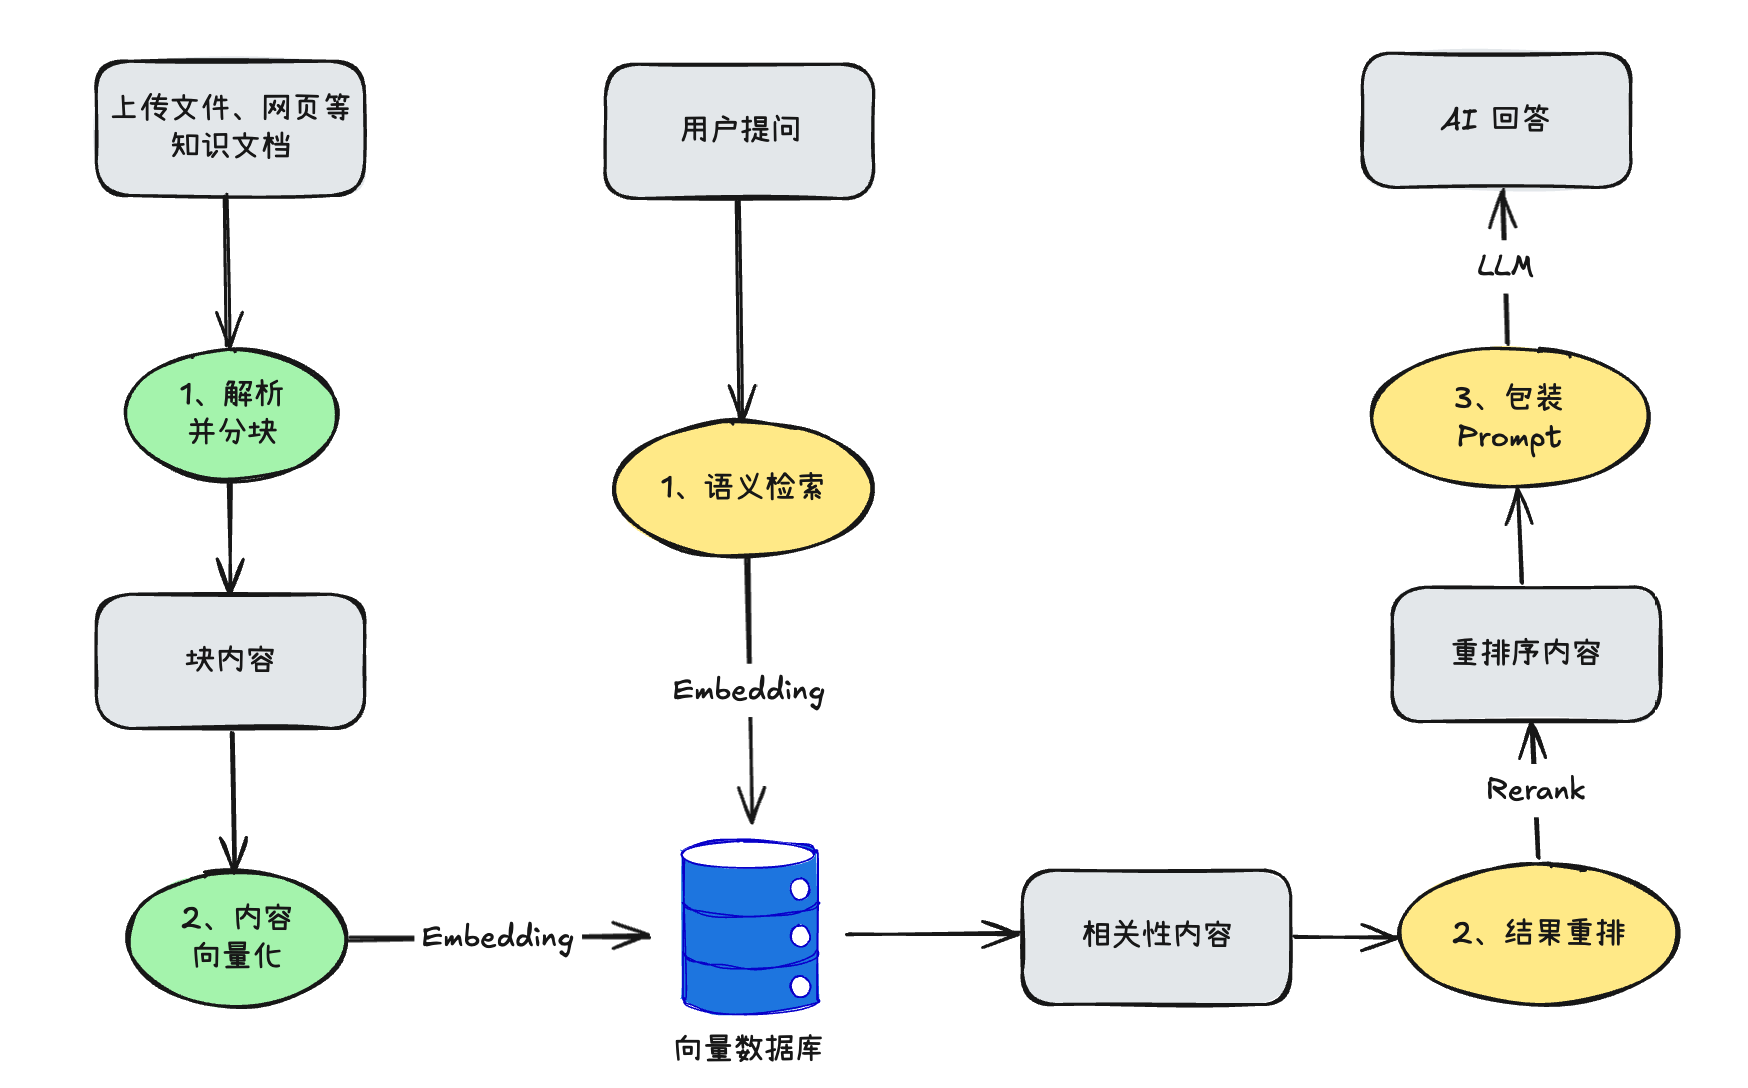 上传文件、网页等
知识文档
1、解析
并分块
块内容
2、内容
向量化
Embedding
用户提问
1、语义检索
Embedding
向量数据库
相关性内容
2、结果重排
Rerank
重排序内容
3、包装
Prompt
LLM
AI 回答